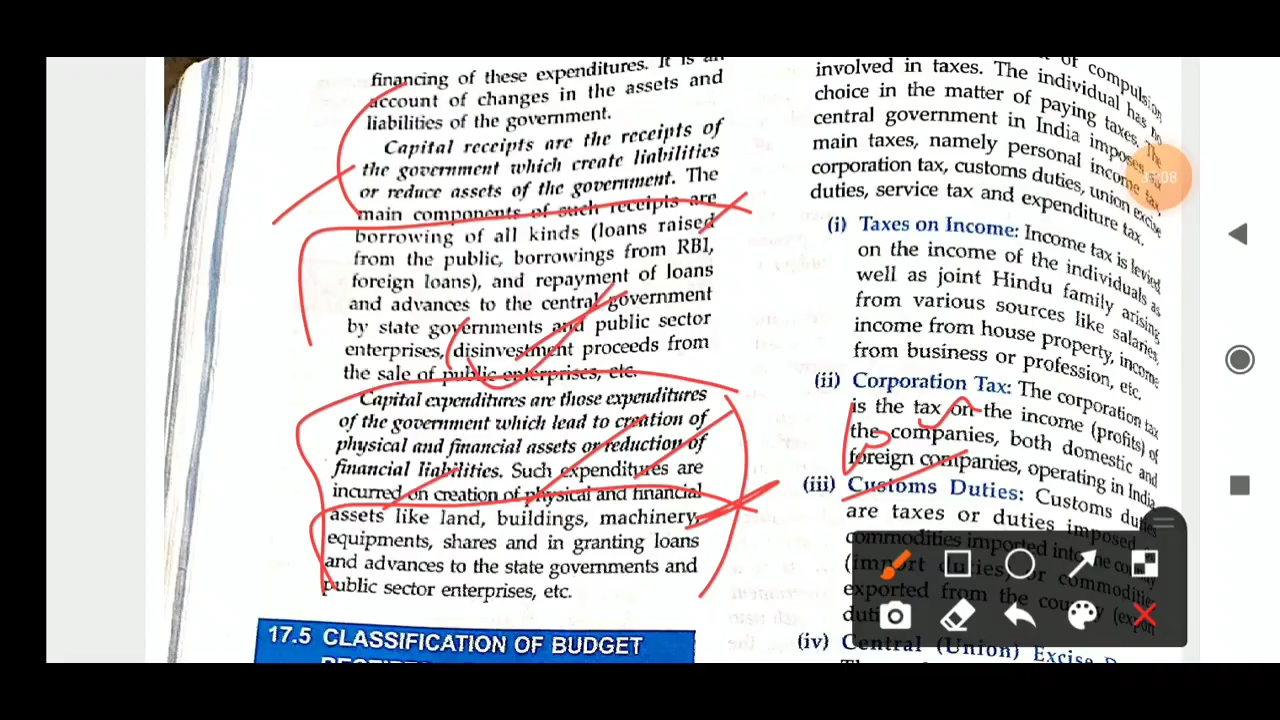 financing of these expenditures. It is an
account of changes in the assets and
liabilities of the government.
Capital receipts are the receipts of
the government which create liabilities
or reduce assets of the government. The
main components of such receipts are
borrowing of all kinds (loans raised
from the public, borrowings from RBI,
foreign loans), and repayment of loans
and advances to the central government
by state governments and public sector
enterprises, disinvestment proceeds from
the sale of public enterprises, etc.
Capital expenditures are those expenditures
of the government which lead to creation of
physical and financial assets or reduction of
financial liabilities. Such expenditures are
incurred on creation of physical and financial
assets like land, buildings, machinery,
equipments, shares and in granting loans
and advances to the state governments and
public sector enterprises, etc.
17.5 CLASSIFICATION OF BUDGET
of compulsion
involved in taxes. The individual has no
choice in the matter of paying taxes. The
central government in India imposes
main taxes, namely personal income tax,
corporation tax, customs duties, union excise
duties, service tax and expenditure tax.
(i) Taxes on Income: Income tax is levied
on the income of the individuals as
well as joint Hindu family arising
from various sources like salaries,
income from house property, income
from business or profession, etc.
(ii) Corporation Tax: The corporation tax
is the tax on the income (profits) of
the companies, both domestic and
foreign companies, operating in India
(iii) Customs Duties: Customs duties
are taxes or duties imposed
commodities imported into the
(import duties) or commodities
exported from the country (export
(iv) Central (Union) Excise